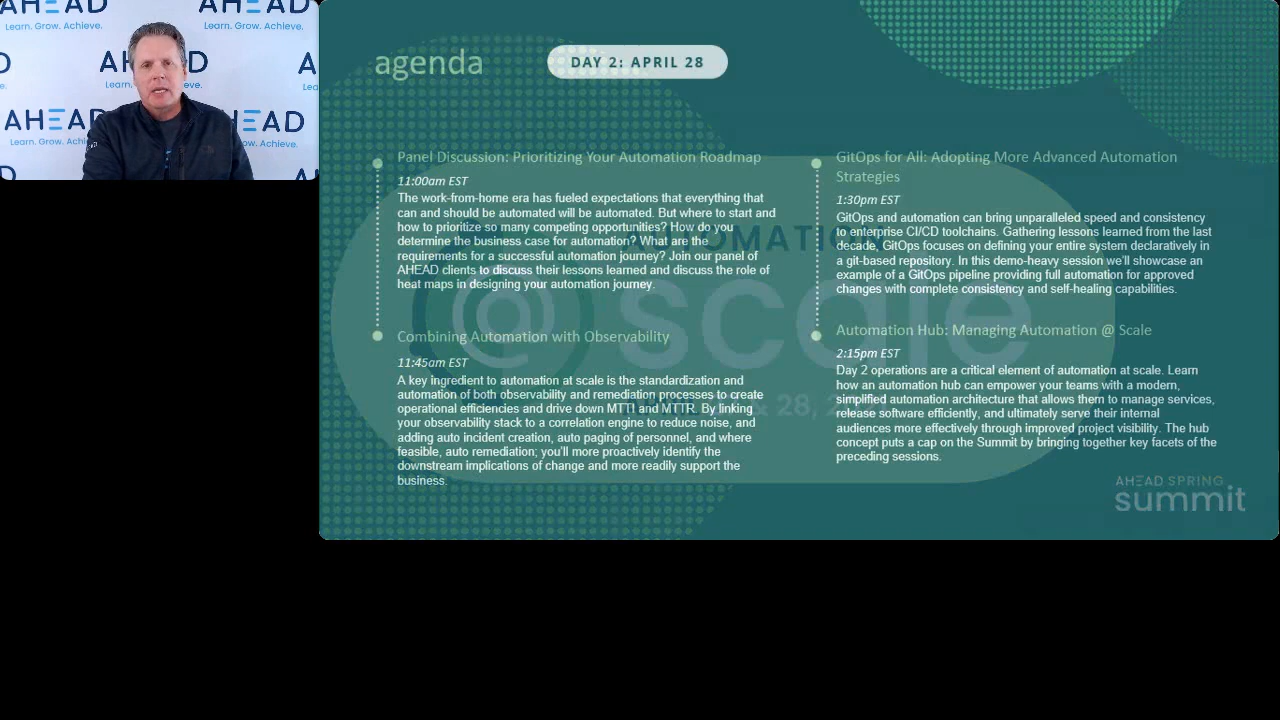 AHEAD
Learn. Grow. Achieve.
AHEAD
Learn. Grow. Achieve.
AHEAD
Learn.
AHEAD
Learn. Grow.
EAD
Grow. Achieve.
agenda
DAY 2: APRIL 28
Panel Discussion: Prioritizing Your Automation Roadmap
11:00am EST
The work-from-home era has fueled expectations that everything that
can and should be automated will be automated. But where to start and
how to prioritize so many competing opportunities? How do you
determine the business case for automation? What are the
requirements for a successful automation journey? Join our panel of
AHEAD clients to discuss their lessons learned and discuss the role of
heat maps in designing your automation journey.
Combining Automation with Observability
11:45am EST
A key ingredient to automation at scale is the standardization and
automation of both observability and remediation processes to create
operational efficiencies and drive down MTTI and MTTR. By linking
your observability stack to a correlation engine to reduce noise, and
adding auto incident creation, auto paging of personnel, and where
feasible, auto remediation; you'll more proactively identify the
downstream implications of change and more readily support the
business.
GitOps for All: Adopting More Advanced Automation
Strategies
1:30pm EST
GitOps and automation can bring unparalleled speed and consistency
to enterprise CI/CD toolchains. Gathering lessons learned from the last
decade, GitOps focuses on defining your entire system declaratively in
a git-based repository. In this demo-heavy session we'll showcase an
example of a GitOps pipeline providing full automation for approved
changes with complete consistency and self-healing capabilities.
Automation Hub: Managing Automation @ Scale
2:15pm EST
Day 2 operations are a critical element of automation at scale. Learn
how an automation hub can empower your teams with a modern,
simplified automation architecture that allows them to manage services,
release software efficiently, and ultimately serve their internal
audiences more effectively through improved project visibility. The hub
concept puts a cap on the Summit by bringing together key facets of the
preceding sessions.
AUTOMATION
@ scale
& 28,
AHEAD SPRING
summit